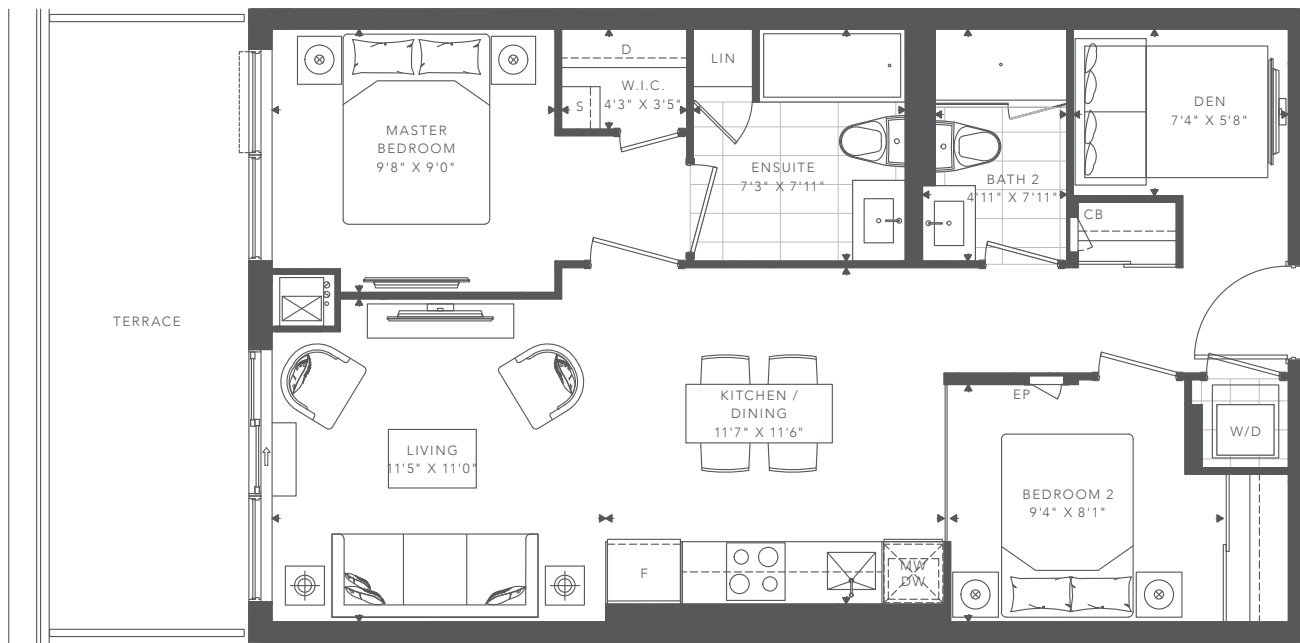 TERRACE
MASTER
BEDROOM
9'8" X 9'0"
D
W.I.C.
4'3" X 3'5"
S
LIN
ENSUITE
7'3" X 7'11"
BATH 2
4'11" X 7'11"
DEN
7'4" X 5'8"
CB
LIVING
11'5" X 11'0"
KITCHEN /
DINING
11'7" X 11'6"
F
MW
DW
EP
W/D
BEDROOM 2
9'4" X 8'1"